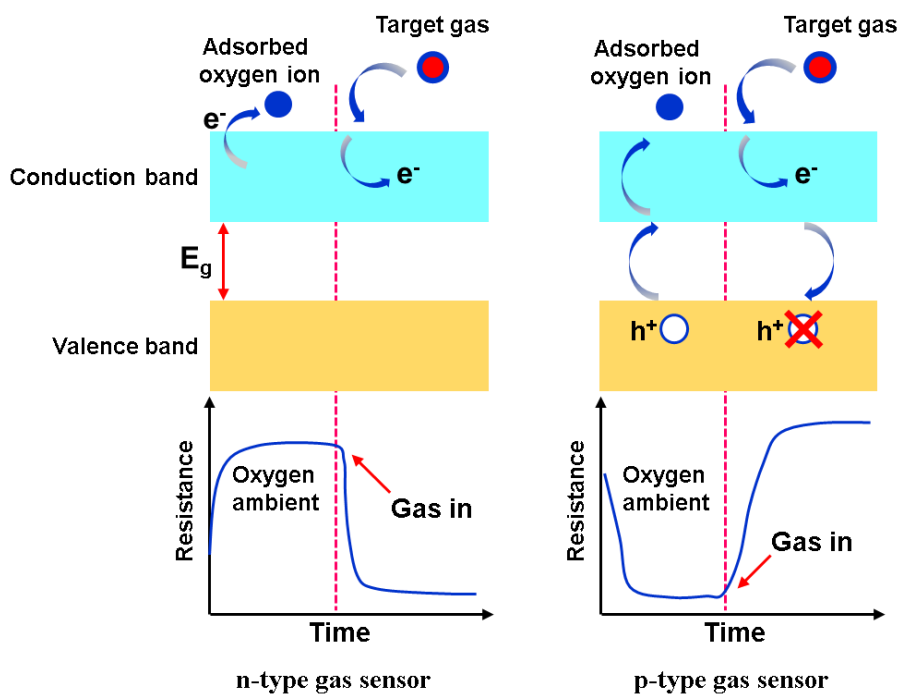 Target gas
Adsorbed
oxygen ion
e-
e-
Conduction band
Eg
Valence band
Resistance
Oxygen
ambient
Gas in
Time
n-type gas sensor
Target gas
Adsorbed
oxygen ion
e-
h+
h+
Resistance
Oxygen
ambient
Gas in
Time
p-type gas sensor